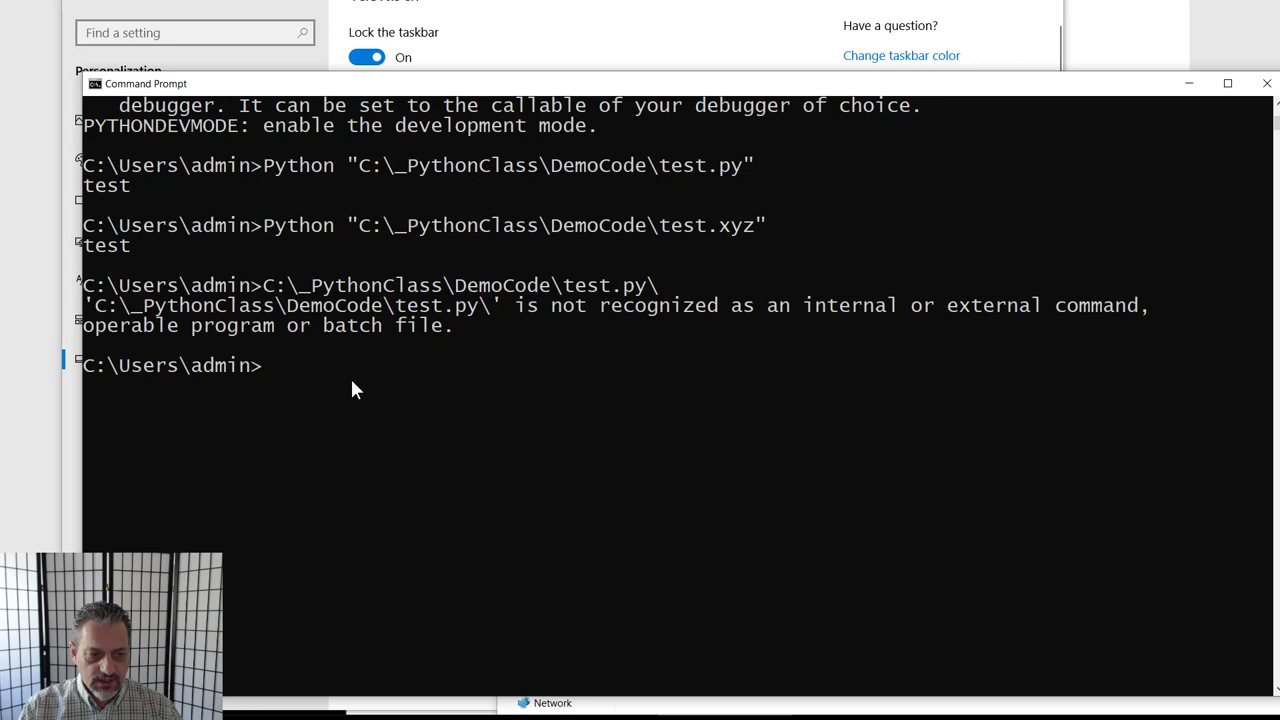 Find a setting
Lock the taskbar
On
Have a question?
Change taskbar color
Personalization
Command Prompt
debugger. It can be set to the callable of your debugger of choice.
PYTHONDEVMODE: enable the development mode.
C:\Users\admin>Python "C:\_PythonClass\DemoCode\test.py"
test
C:\Users\admin>Python "C:\_PythonClass\DemoCode\test.xyz"
test
C:\Users\admin>C:\_PythonClass\DemoCode\test.py\
'C:\_PythonClass\DemoCode\test.py\' is not recognized as an internal or external command,
operable program or batch file.
C:\Users\admin>
Network